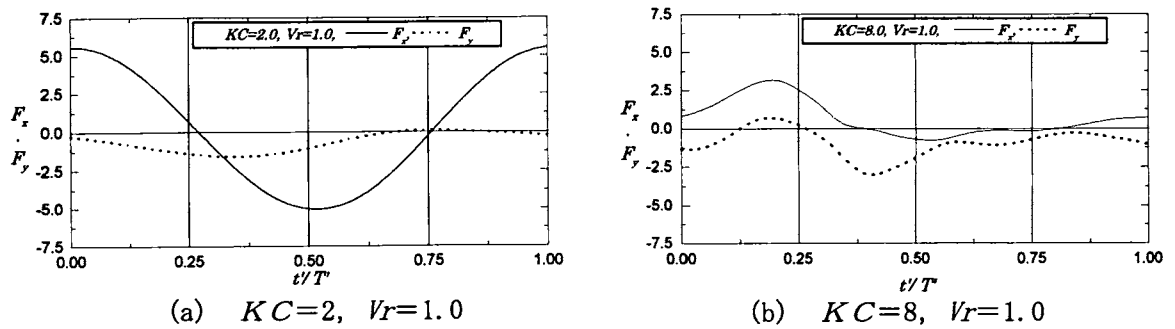 7.5
5.0
2.5
0.0
-2.5
-5.0
-7.5
F_x · F_y
KC=2.0, Vr=1.0, F_x, F_y
0.00 0.25 0.50 0.75 1.00
t'/T'
(a) KC=2, Vr=1.0
7.5
5.0
2.5
0.0
-2.5
-5.0
-7.5
F_x · F_y
KC=8.0, Vr=1.0, F_x, F_y
0.00 0.25 0.50 0.75 1.00
t'/T'
(b) KC=8, Vr=1.0